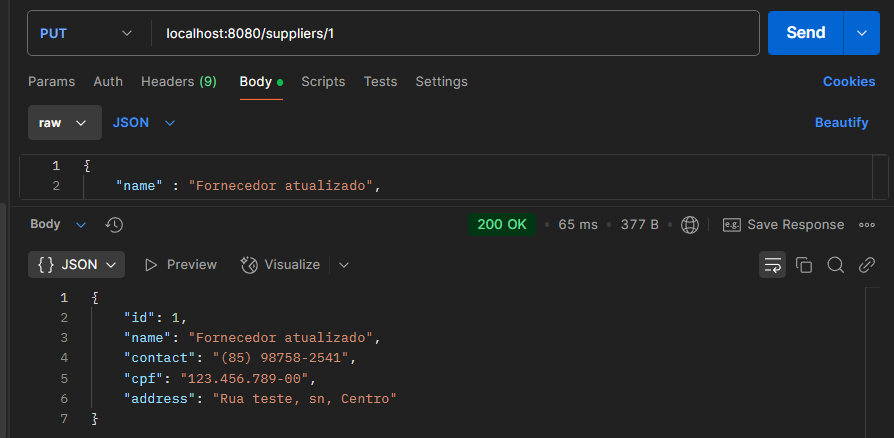 PUT localhost:8080/suppliers/1 Send
Params Auth Headers (9) Body Scripts Tests Settings Cookies
raw JSON Beautify
1 {
2 "name" : "Fornecedor atualizado",
Body 200 OK 65 ms 377 B e.g. Save Response
{} JSON Preview Visualize
1 {
2 "id": 1,
3 "name": "Fornecedor atualizado",
4 "contact": "(85) 98758-2541",
5 "cpf": "123.456.789-00",
6 "address": "Rua teste, sn, Centro"
7 }